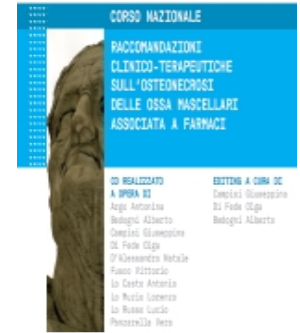 CORSO NAZIONALE
RACCOMANDAZIONI
CLINICO-TERAPEUTICHE
SULL'OSTEONECROSI
DELLE OSSA MASCELLARI
ASSOCIATA A FARMACI
CD REALIZZATO
A OPERA DI
Argo Antonina
Bedogni Alberto
Campisi Giuseppina
Di Fede Olga
D'Alessandro Natale
Fusco Vittorio
Lo Casto Antonio
Lo Muzio Lorenzo
Lo Russo Lucio
Panzarella Vera
EDITING A CURA DI
Campisi Giuseppina
Di Fede Olga
Bedogni Alberto